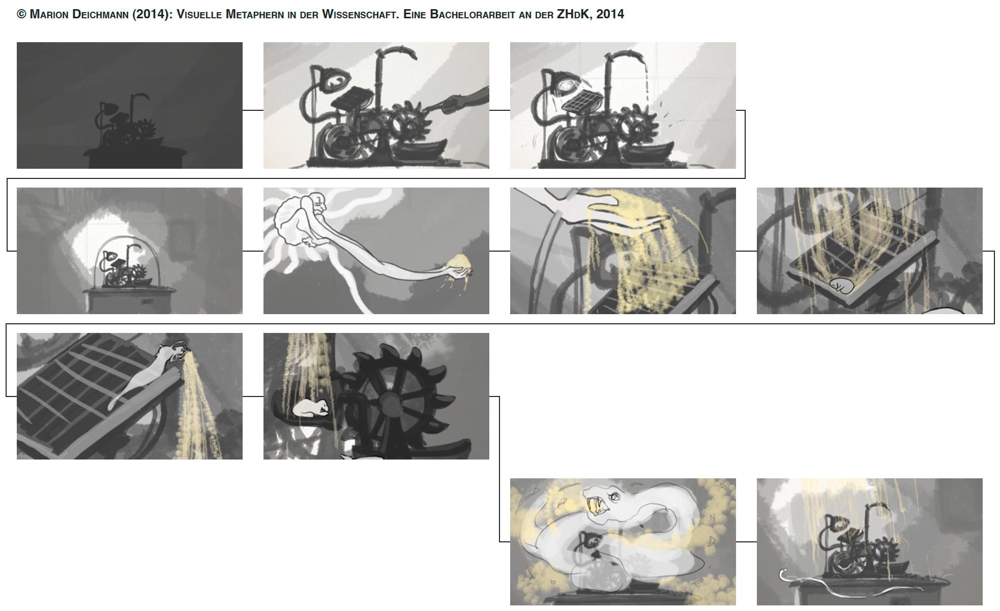 © Marion Deichmann (2014): Visuelle Metaphern in der Wissenschaft. Eine Bachelorarbeit an der ZHdK, 2014